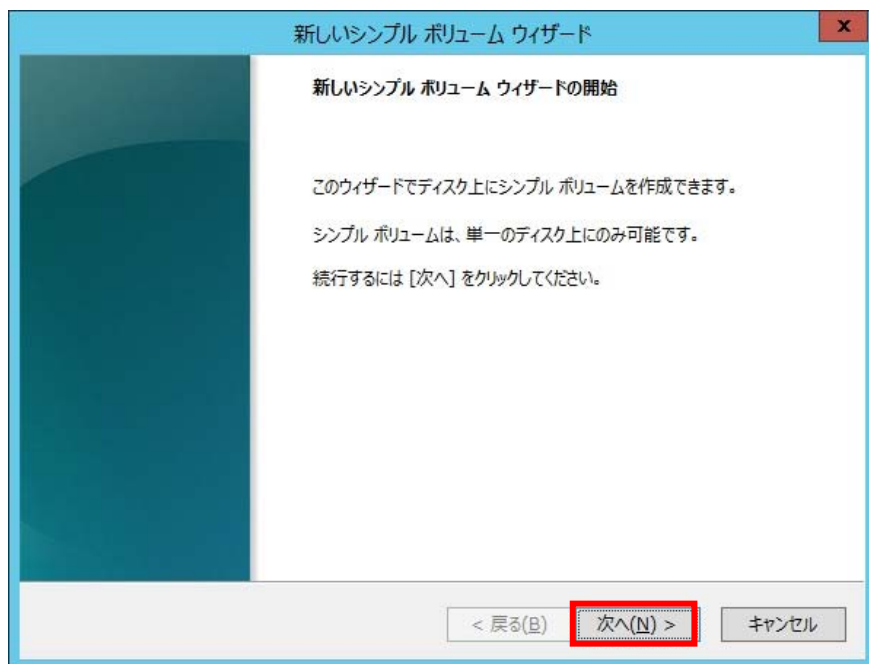 新しいシンプル ボリューム ウィザード
x
新しいシンプル ボリューム ウィザードの開始
このウィザードでディスク上にシンプル ボリュームを作成できます。
シンプル ボリュームは、単一のディスク上にのみ可能です。
続行するには [次へ] をクリックしてください。
< 戻る(B) 次へ(N) > キャンセル